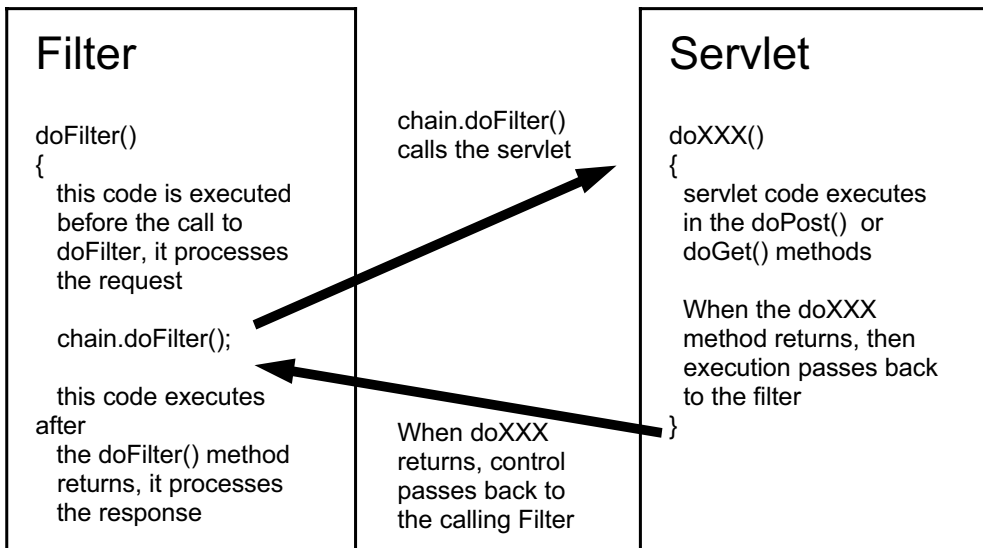 Filter
doFilter()
{
this code is executed
before the call to
doFilter, it processes
the request
chain.doFilter();
this code executes
after
the doFilter() method
returns, it processes
the response
chain.doFilter()
calls the servlet
When doXXX
returns, control
passes back to
the calling Filter
Servlet
doXXX()
{
servlet code executes
in the doPost()  or
doGet() methods
When the doXXX
method returns, then
execution passes back
to the filter
}